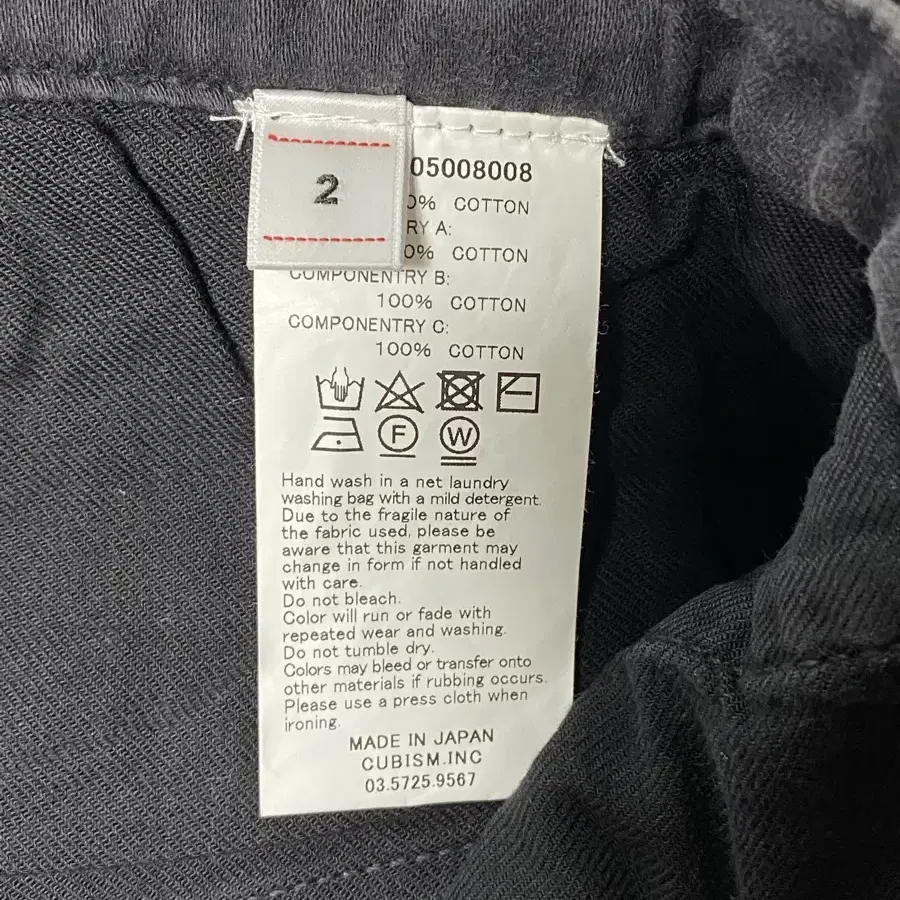 2
05008008
0% COTTON
RY A:
0% COTTON
COMPONENTRY B:
100% COTTON
COMPONENTRY C:
100% COTTON
F
W
Hand wash in a net laundry
washing bag with a mild detergent.
Due to the fragile nature of
the fabric used, please be
aware that this garment may
change in form if not handled
with care.
Do not bleach.
Color will run or fade with
repeated wear and washing.
Do not tumble dry.
Colors may bleed or transfer onto
other materials if rubbing occurs.
Please use a press cloth when
ironing.
MADE IN JAPAN
CUBISM.INC
03.5725.9567